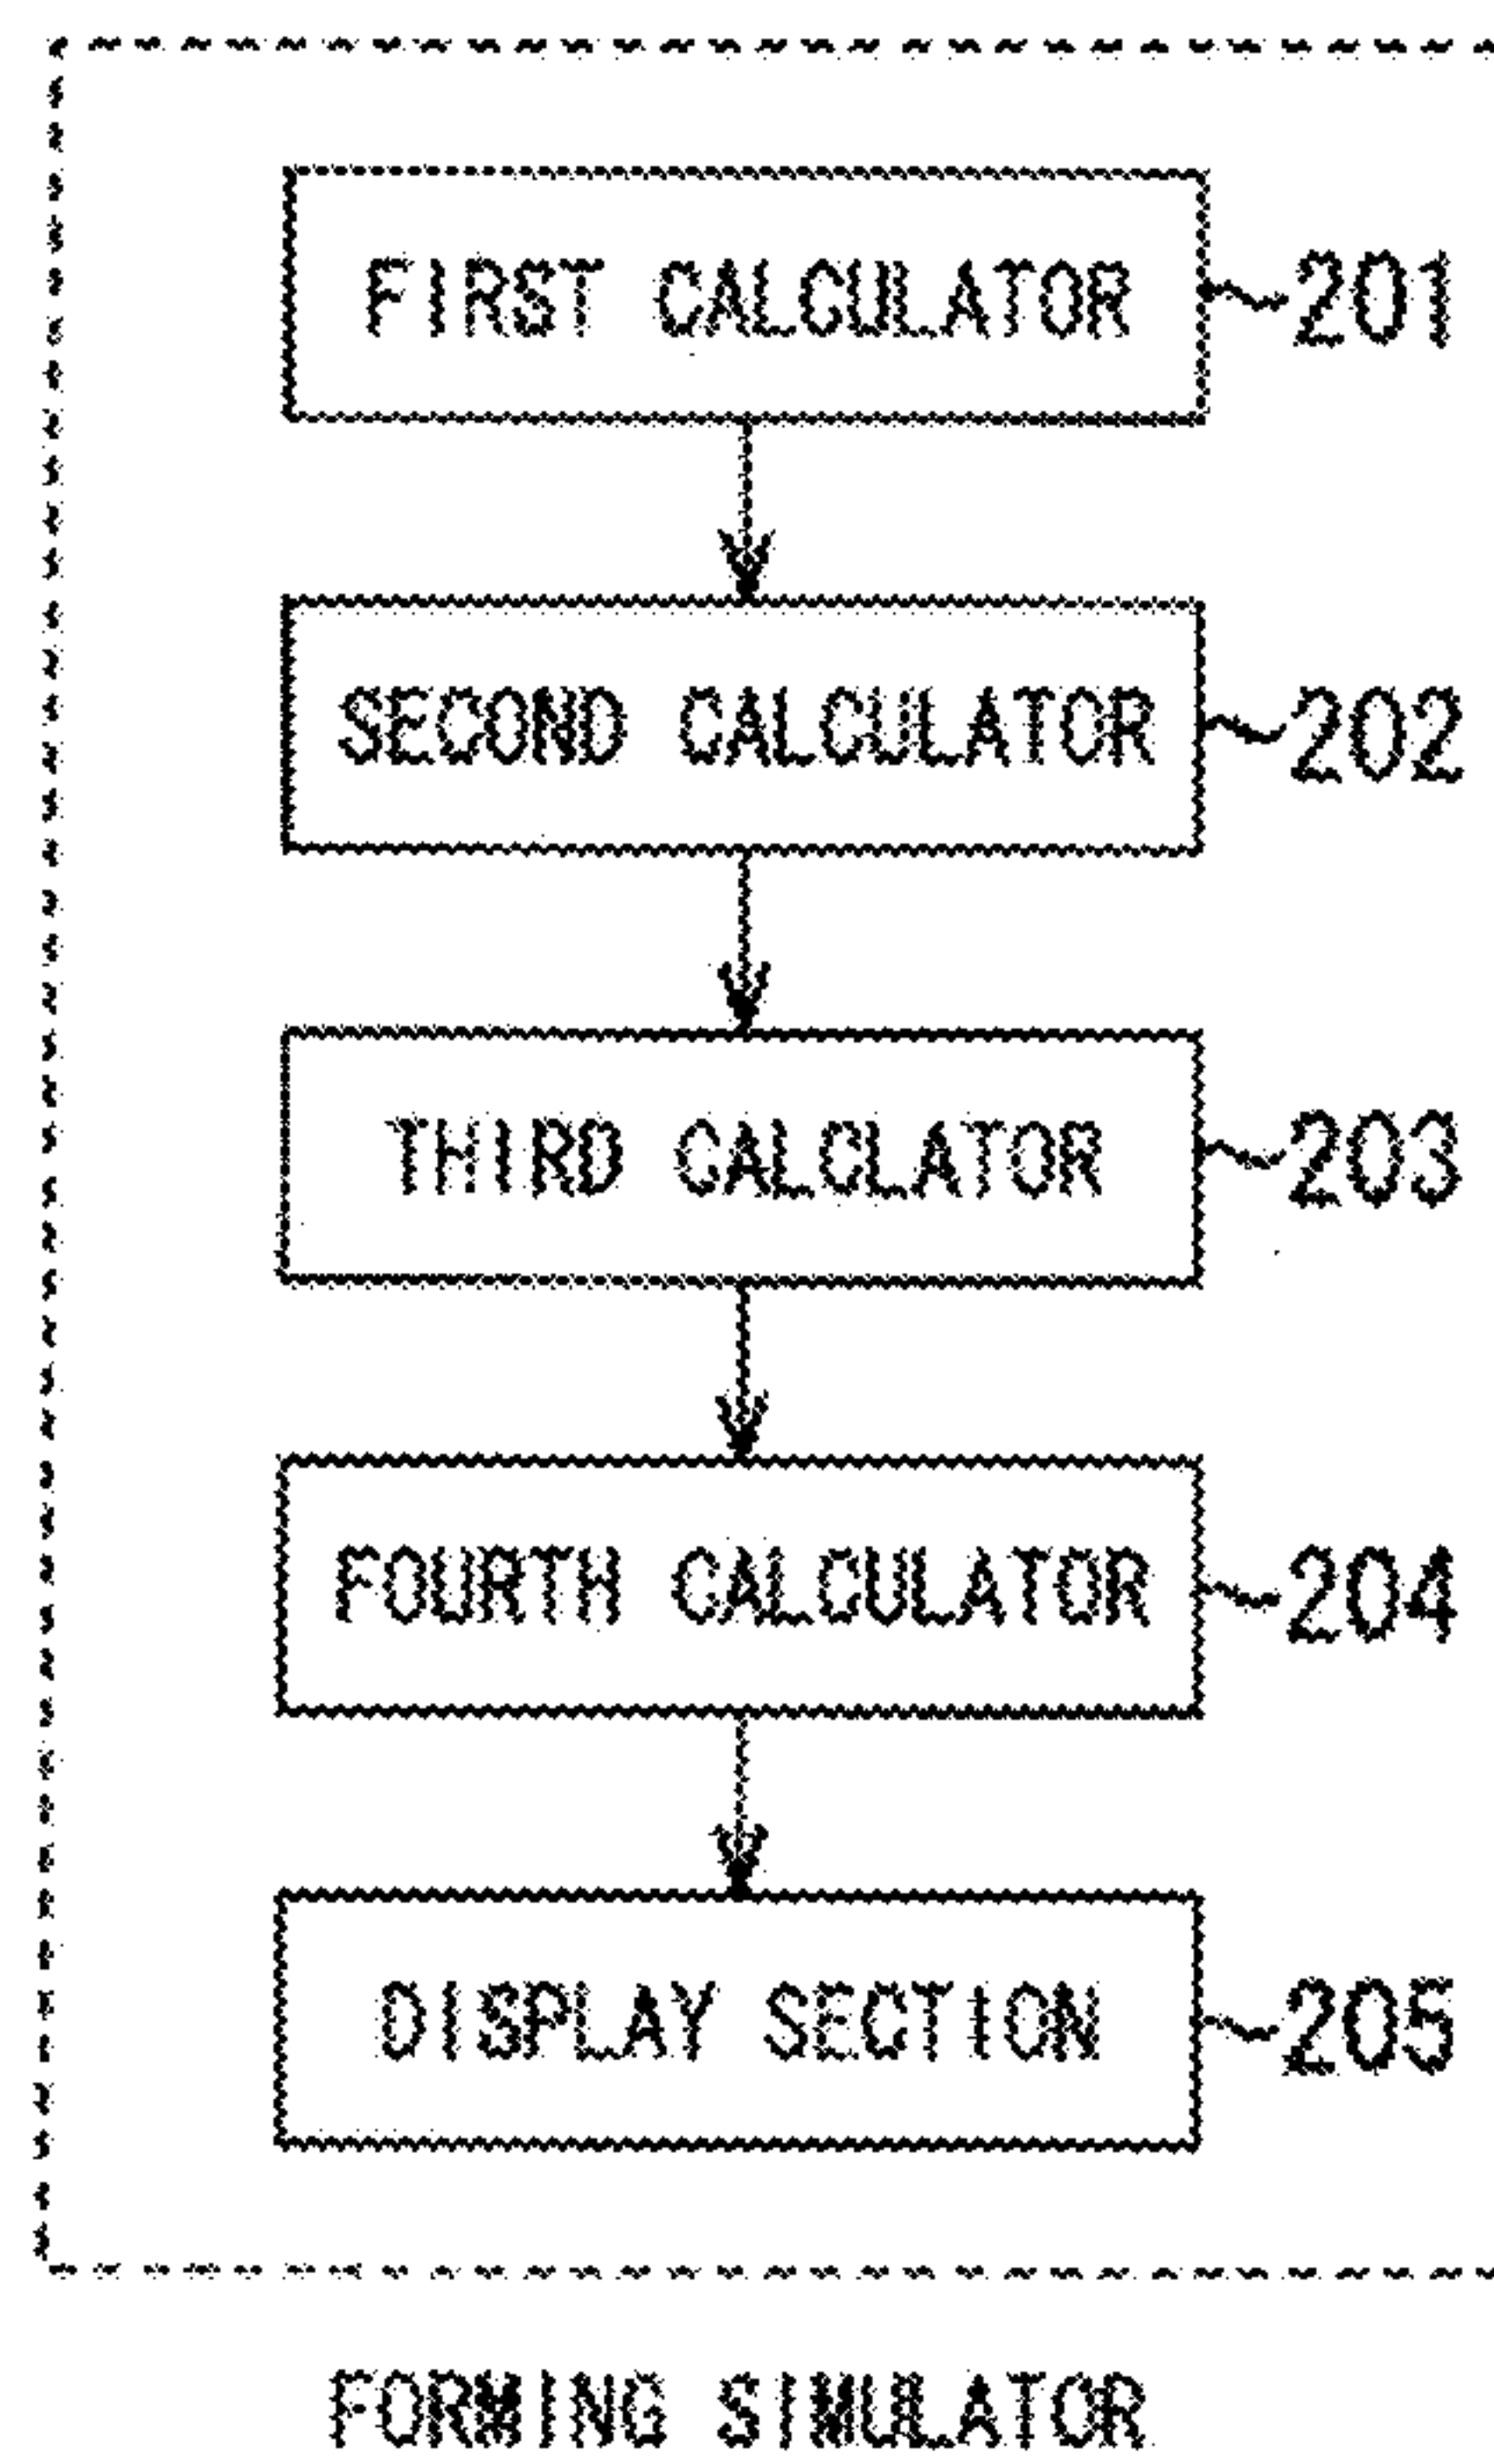 FIRST CALCULATOR 201
SECOND CALCULATOR 202
THIRD CALCLATOR 203
FOURTH CALCULATOR 204
DISPLAY SECTION 205
FORMING SIMULATOR